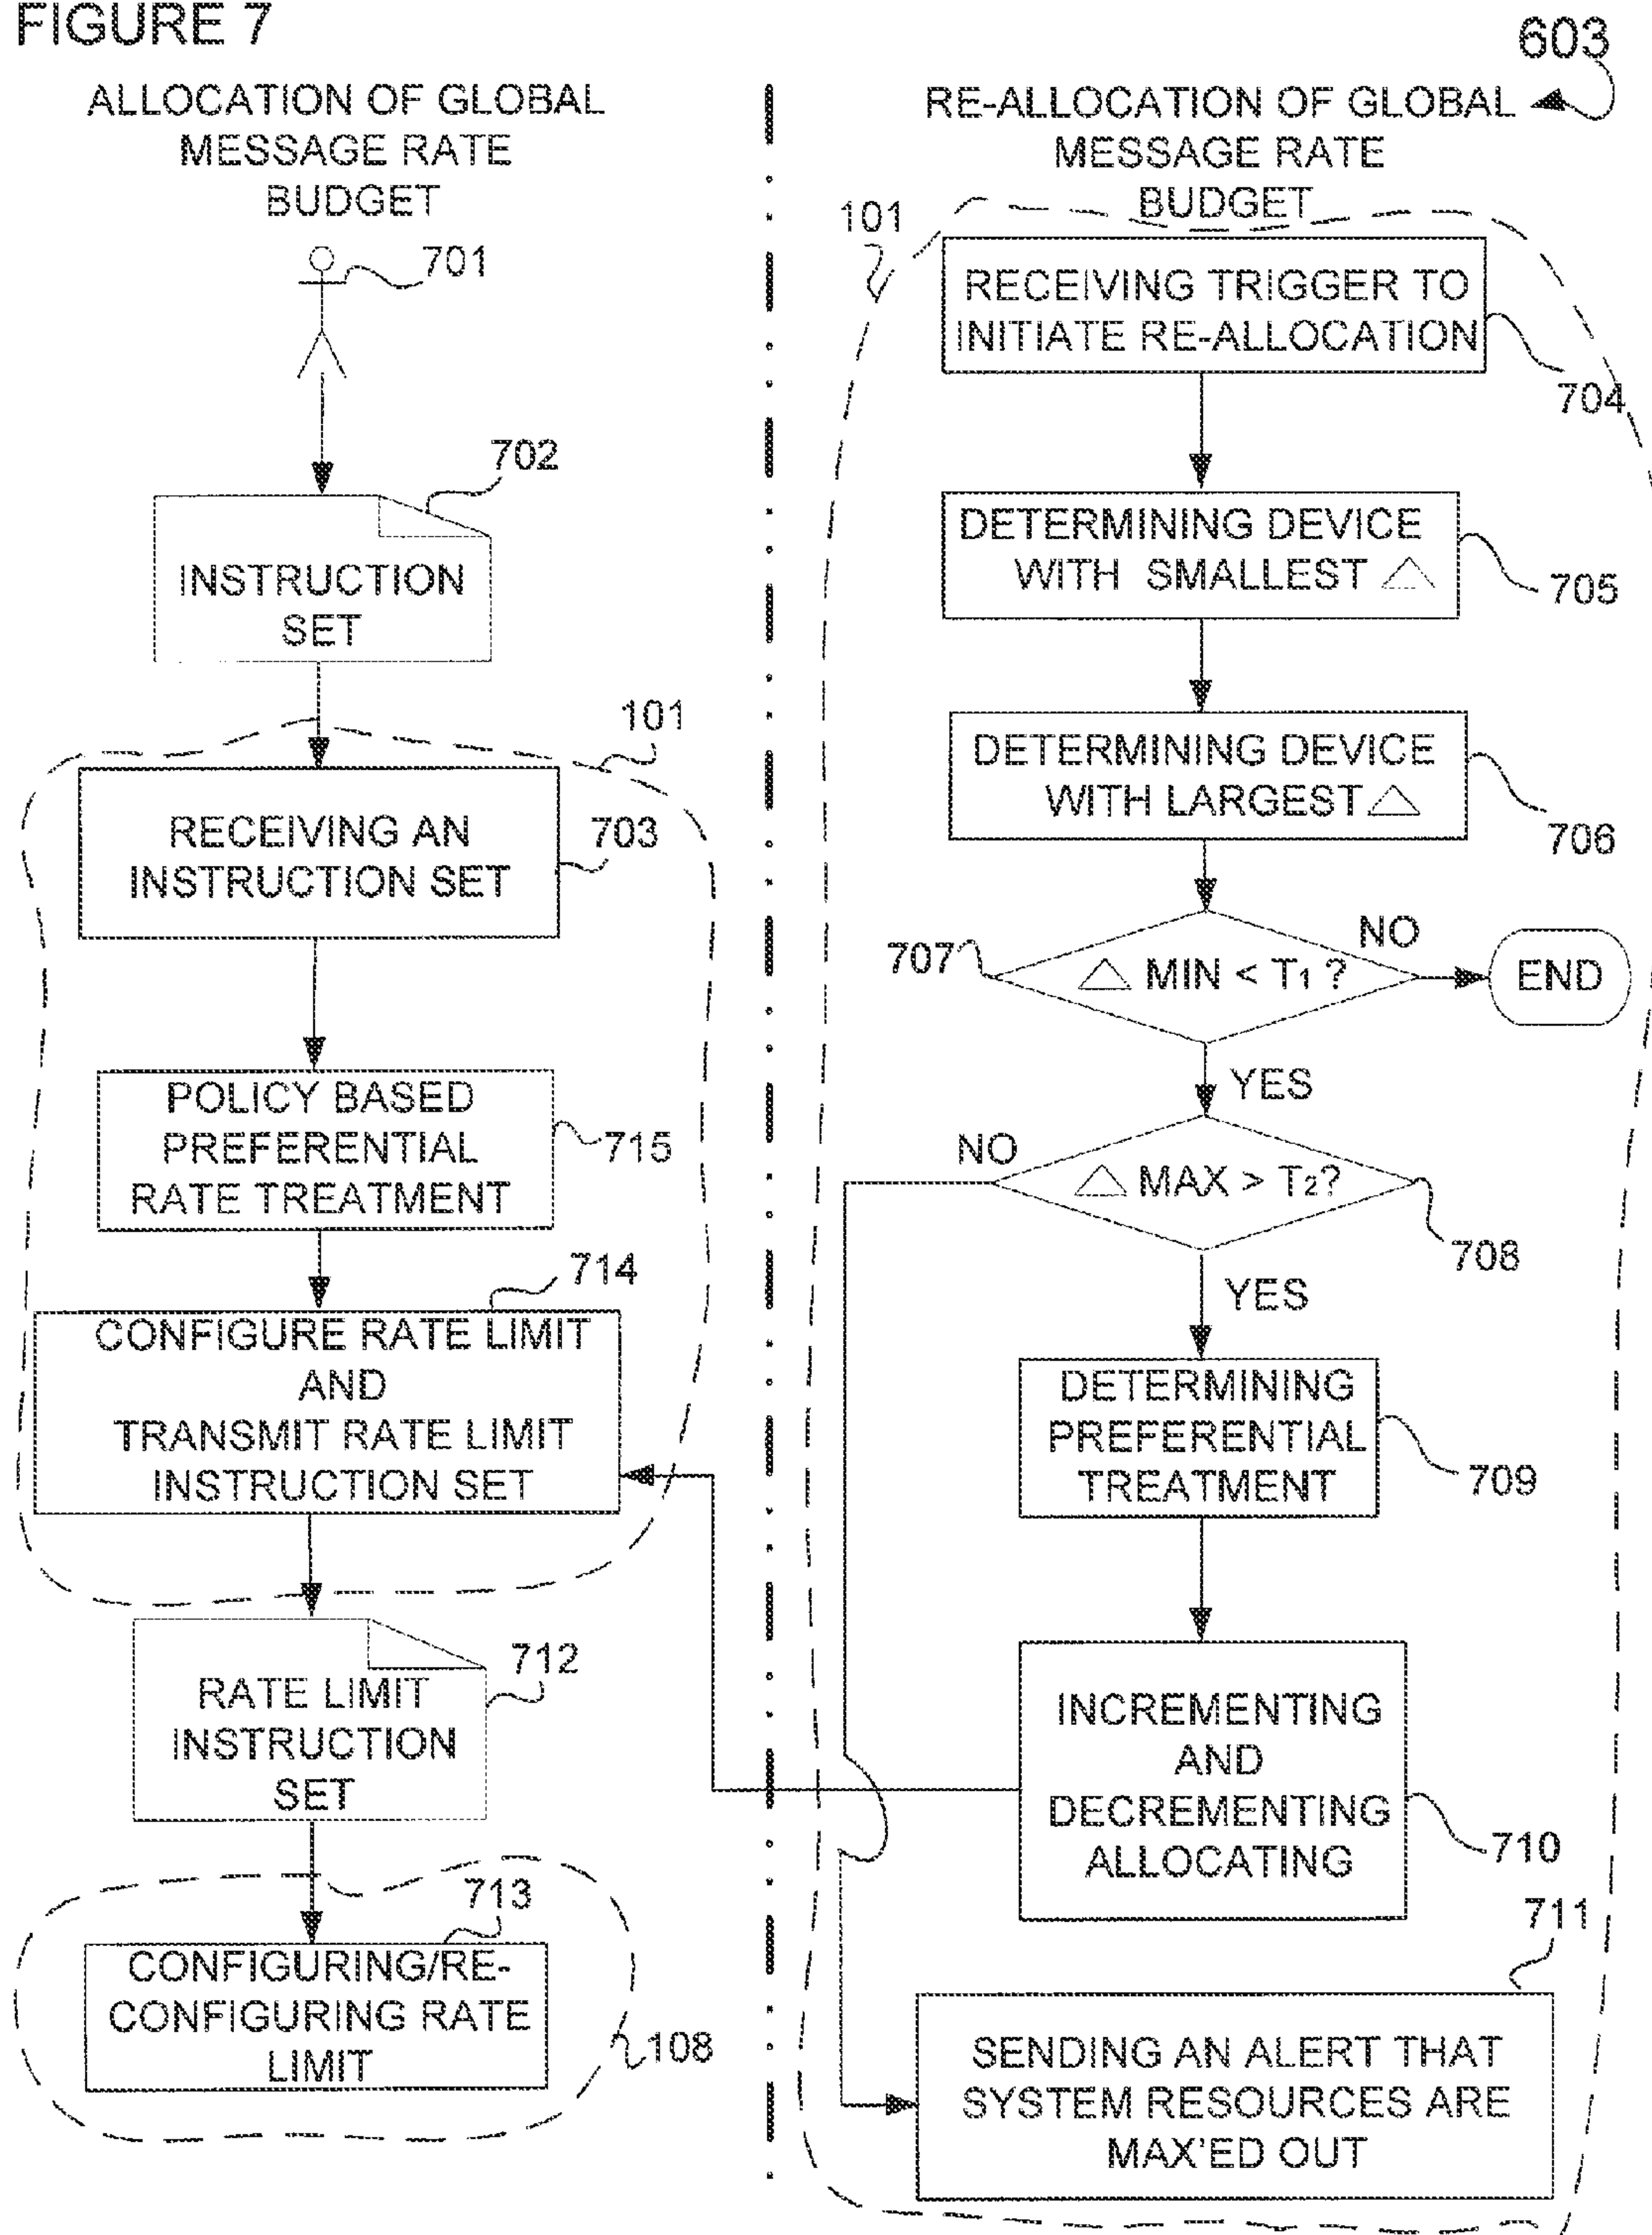 FIGURE 7
603
ALLOCATION OF GLOBAL
MESSAGE RATE
BUDGET
701
702
INSTRUCTION
SET
101
RECEIVING AN
INSTRUCTION SET
703
POLICY BASED
PREFERENTIAL
RATE TREATMENT
715
714
CONFIGURE RATE LIMIT
AND
TRANSMIT RATE LIMIT
INSTRUCTION SET
712
RATE LIMIT
INSTRUCTION
SET
713
CONFIGURING/RE-
CONFIGURING RATE
LIMIT
108
RE-ALLOCATION OF GLOBAL
MESSAGE RATE
BUDGET
101
RECEIVING TRIGGER TO
INITIATE RE-ALLOCATION
704
DETERMINING DEVICE
WITH SMALLEST △
705
DETERMINING DEVICE
WITH LARGEST △
706
707
△ MIN < T1 ?
NO
END
YES
NO
△ MAX > T2?
708
YES
DETERMINING
PREFERENTIAL
TREATMENT
709
INCREMENTING
AND
DECREMENTING
ALLOCATING
710
711
SENDING AN ALERT THAT
SYSTEM RESOURCES ARE
MAX'ED OUT